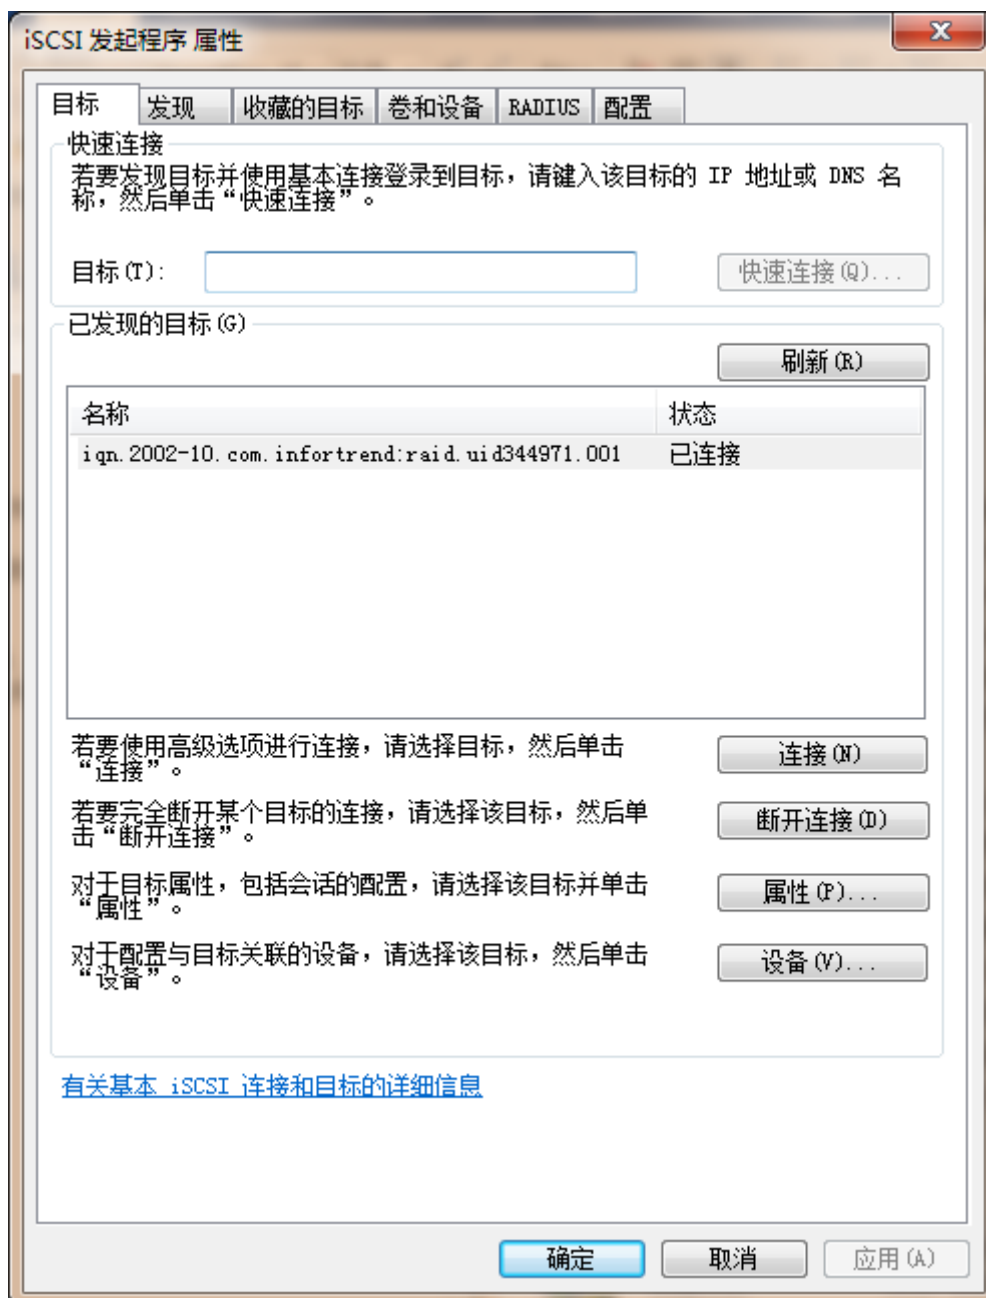 iSCSI 发起程序 属性
目标 发现 收藏的目标 卷和设备 RADIUS 配置
快速连接
若要发现目标并使用基本连接登录到目标，请键入该目标的 IP 地址或 DNS 名
称，然后单击“快速连接”。
目标(T): 快速连接(Q)...
已发现的目标(G)
刷新(R)
名称 状态
iqn.2002-10.com.infortrend:raid.uid344971.001 已连接
若要使用高级选项进行连接，请选择目标，然后单击
“连接”。
连接(N)
若要完全断开某个目标的连接，请选择该目标，然后单
击“断开连接”。
断开连接(D)
对于目标属性，包括会话的配置，请选择该目标并单击
“属性”。
属性(P)...
对于配置与目标关联的设备，请选择该目标，然后单击
“设备”。
设备(V)...
有关基本 iSCSI 连接和目标的详细信息
确定 取消 应用(A)